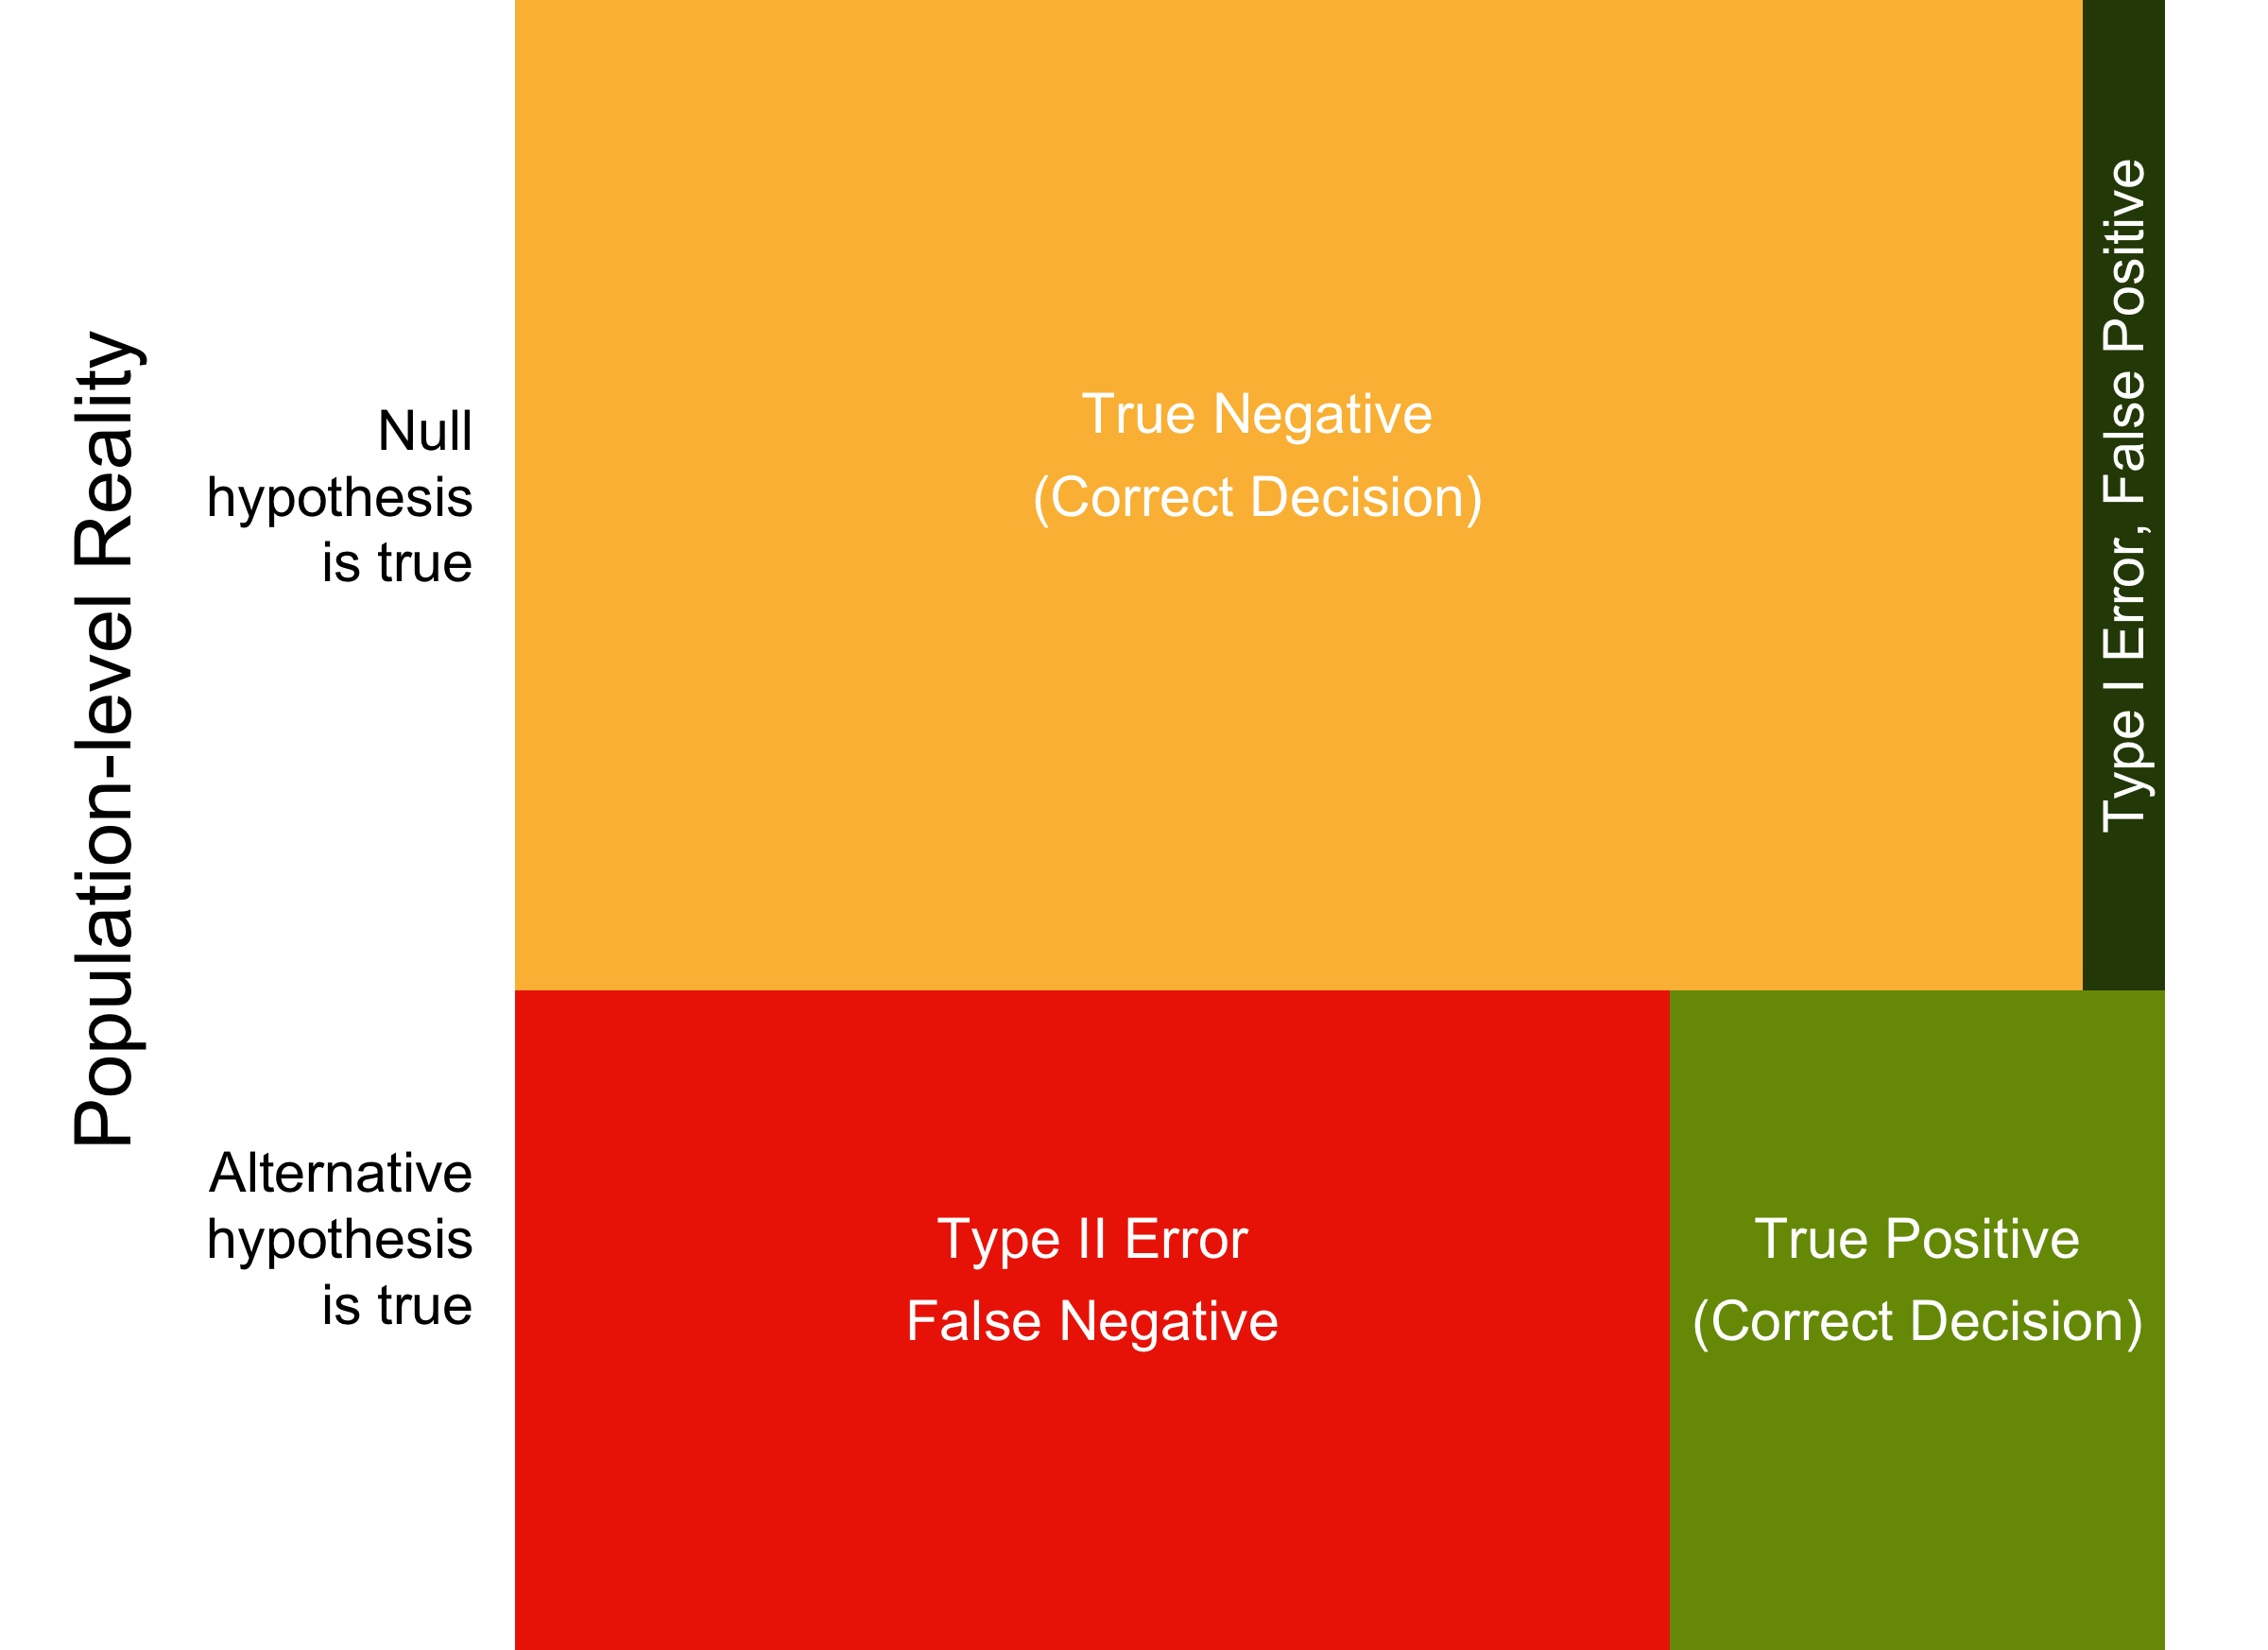 Population-level Reality
Null
hypothesis
is true
True Negative
(Correct Decision)
Type I Error, False Positive
Alternative
hypothesis
is true
Type II Error
False Negative
True Positive
(Correct Decision)